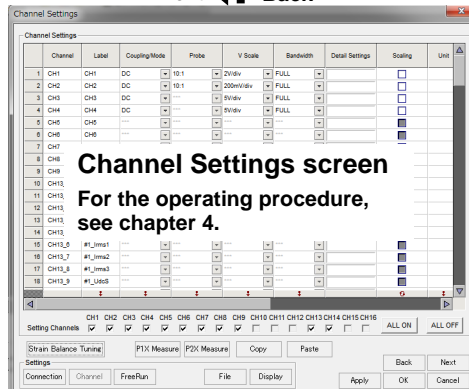 Back
Channel Settings
Channel Settings
Channel Label Coupling/Mode Probe V Scale Bandwidth Detail Settings Scaling Unit
1 CH1 CH1 DC 10:1 2V/div FULL
2 CH2 CH2 DC 10:1 200mV/div FULL
3 CH3 CH3 DC --- 5V/div FULL
4 CH4 CH4 DC --- 5V/div FULL
5 CH5 CH5 --- --- --- ---
6 CH6 CH6 --- --- --- ---
7 CH7
8 CH8
9 CH9
10 CH13_
11 CH13_
12 CH13_
13 CH13_
14 CH13_
Channel Settings screen
For the operating procedure,
see chapter 4.
15 CH13_6 #1_Irms1 --- --- --- ---
16 CH13_7 #1_Irms2 --- --- --- ---
17 CH13_8 #1_Irms3 --- --- --- ---
18 CH13_9 #1_UdcS --- --- --- ---
CH1 CH2 CH3 CH4 CH5 CH6 CH7 CH8 CH9 CH10 CH11 CH12 CH13 CH14 CH15 CH16
Setting Channels ALL ON ALL OFF
Strain Balance Tuning P1X Measure P2X Measure Copy Paste
Settings Back Next
Connection Channel FreeRun File Display Apply OK Cancel